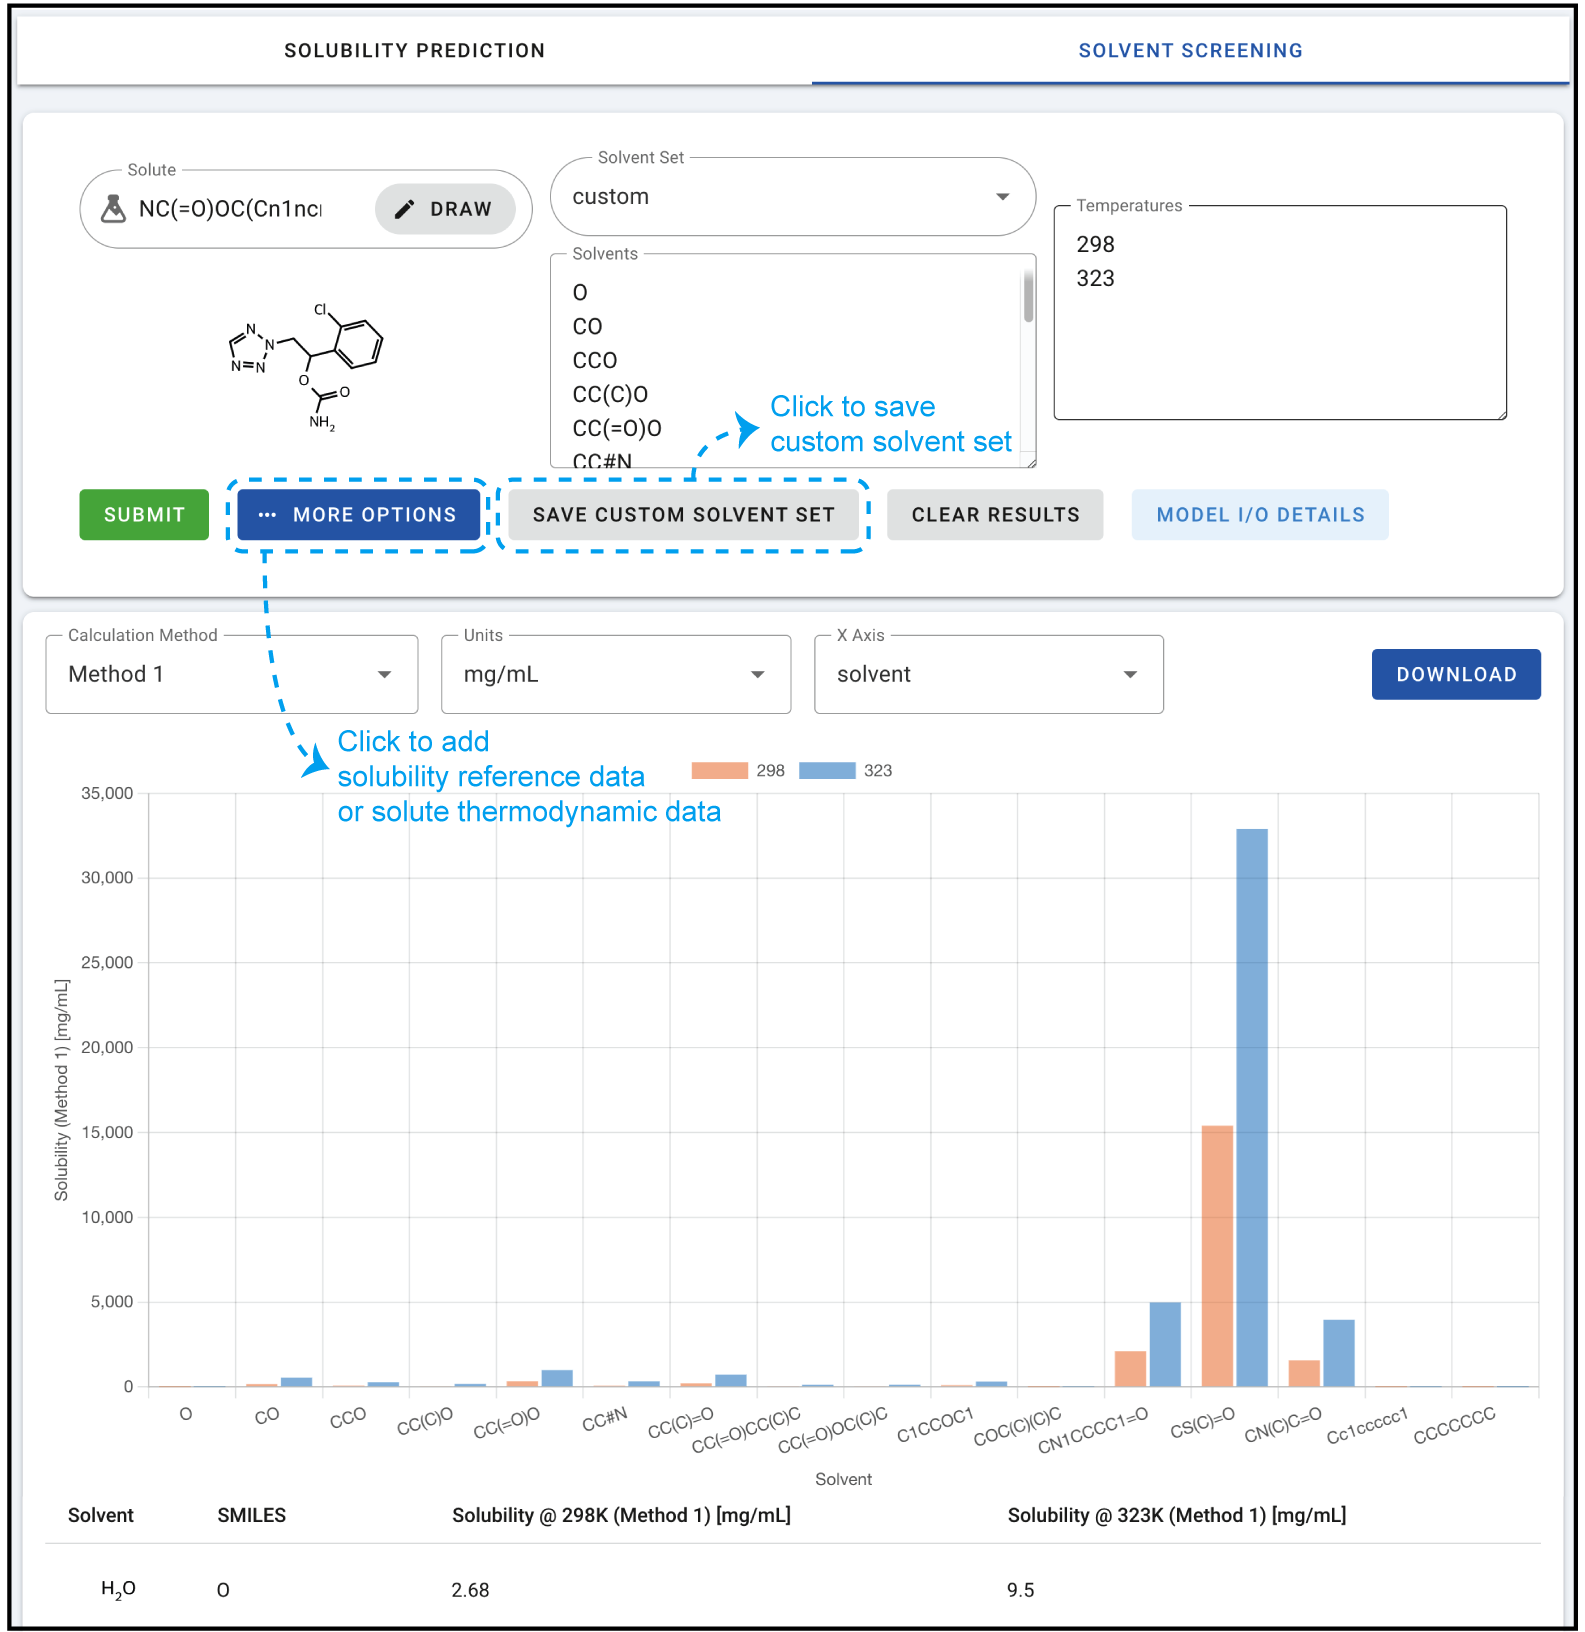 SOLUBILITY PREDICTION
SOLVENT SCREENING
Solute
NC(=O)OC(Cn1nc
DRAW
Solvent Set
custom
Temperatures
298
323
Solvents
O
CO
CCO
CC(C)O
CC(=O)O
CC#N
Cl
N
N
N=N
O
O
NH2
Click to save
custom solvent set
SUBMIT
... MORE OPTIONS
SAVE CUSTOM SOLVENT SET
CLEAR RESULTS
MODEL I/O DETAILS
Calculation Method
Method 1
Units
mg/mL
X Axis
solvent
DOWNLOAD
Click to add
solubility reference data
or solute thermodynamic data
298
323
35,000
30,000
25,000
20,000
15,000
10,000
5,000
0
Solubility (Method 1) [mg/mL]
O
CO
CCO
CC(C)O
CC(=O)O
CC#N
CC(C)=O
CC(=O)CC(C)C
CC(=O)OC(C)C
C1CCOC1
COC(C)(C)C
CN1CCCC1=O
CS(C)=O
CN(C)C=O
Cc1ccccc1
CCCCCCC
Solvent
Solvent SMILES Solubility @ 298K (Method 1) [mg/mL] Solubility @ 323K (Method 1) [mg/mL]
H2O O 2.68 9.5